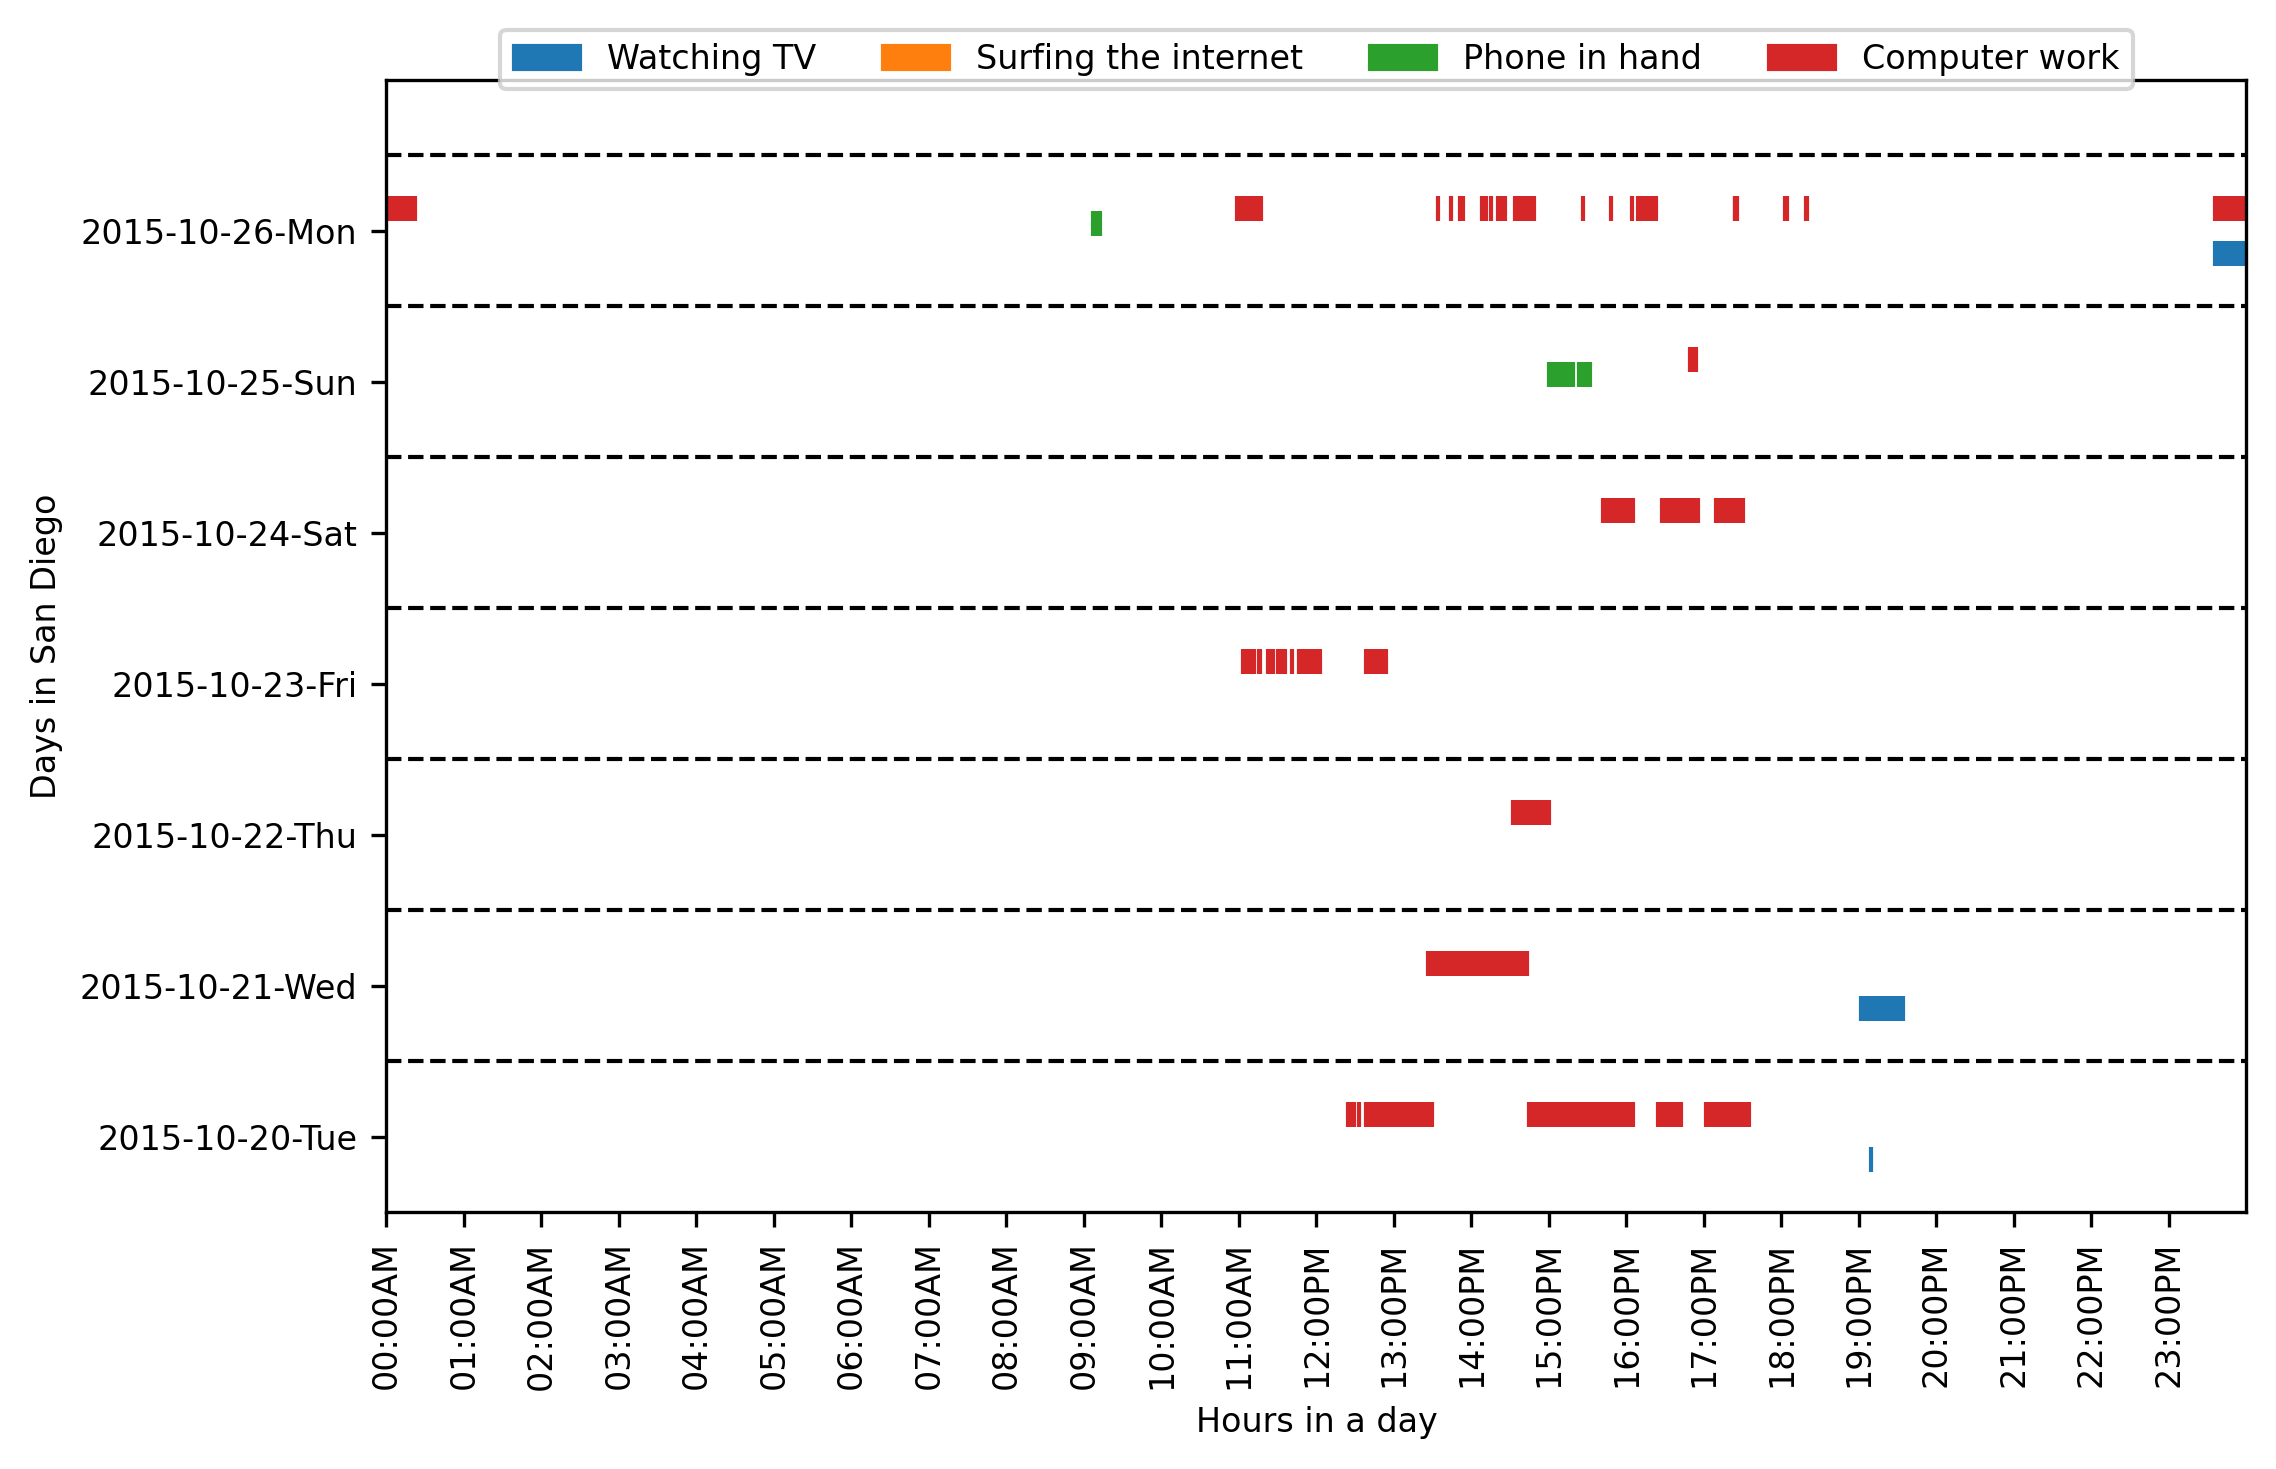 Watching TV Surfing the internet Phone in hand Computer work
2015-10-26-Mon
2015-10-25-Sun
2015-10-24-Sat
2015-10-23-Fri
2015-10-22-Thu
2015-10-21-Wed
2015-10-20-Tue
Days in San Diego
00:00AM
01:00AM
02:00AM
03:00AM
04:00AM
05:00AM
06:00AM
07:00AM
08:00AM
09:00AM
10:00AM
11:00AM
12:00PM
13:00PM
14:00PM
15:00PM
16:00PM
17:00PM
18:00PM
19:00PM
20:00PM
21:00PM
22:00PM
23:00PM
Hours in a day